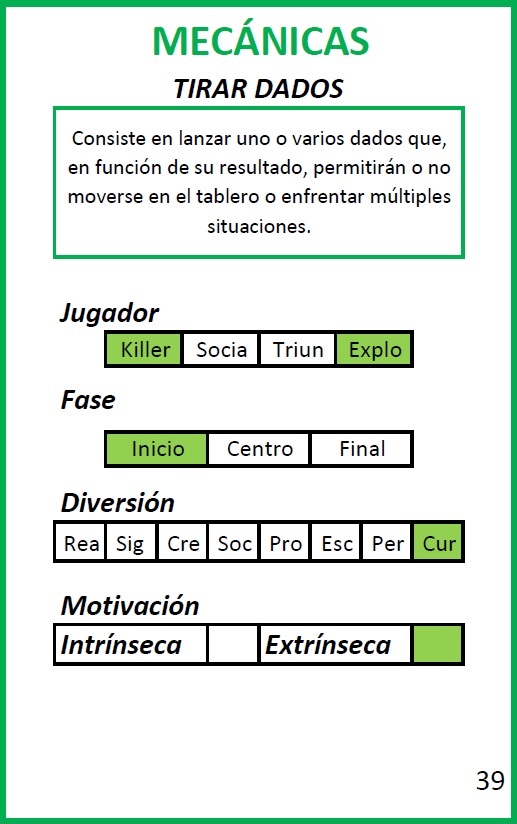 MECÁNICAS
TIRAR DADOS
Consiste en lanzar uno o varios dados que,
en función de su resultado, permitirán o no
moverse en el tablero o enfrentar múltiples
situaciones.
Jugador
Killer Socia Triun Explo
Fase
Inicio Centro Final
Diversión
Rea Sig Cre Soc Pro Esc Per Cur
Motivación
Intrínseca Extrínseca
39